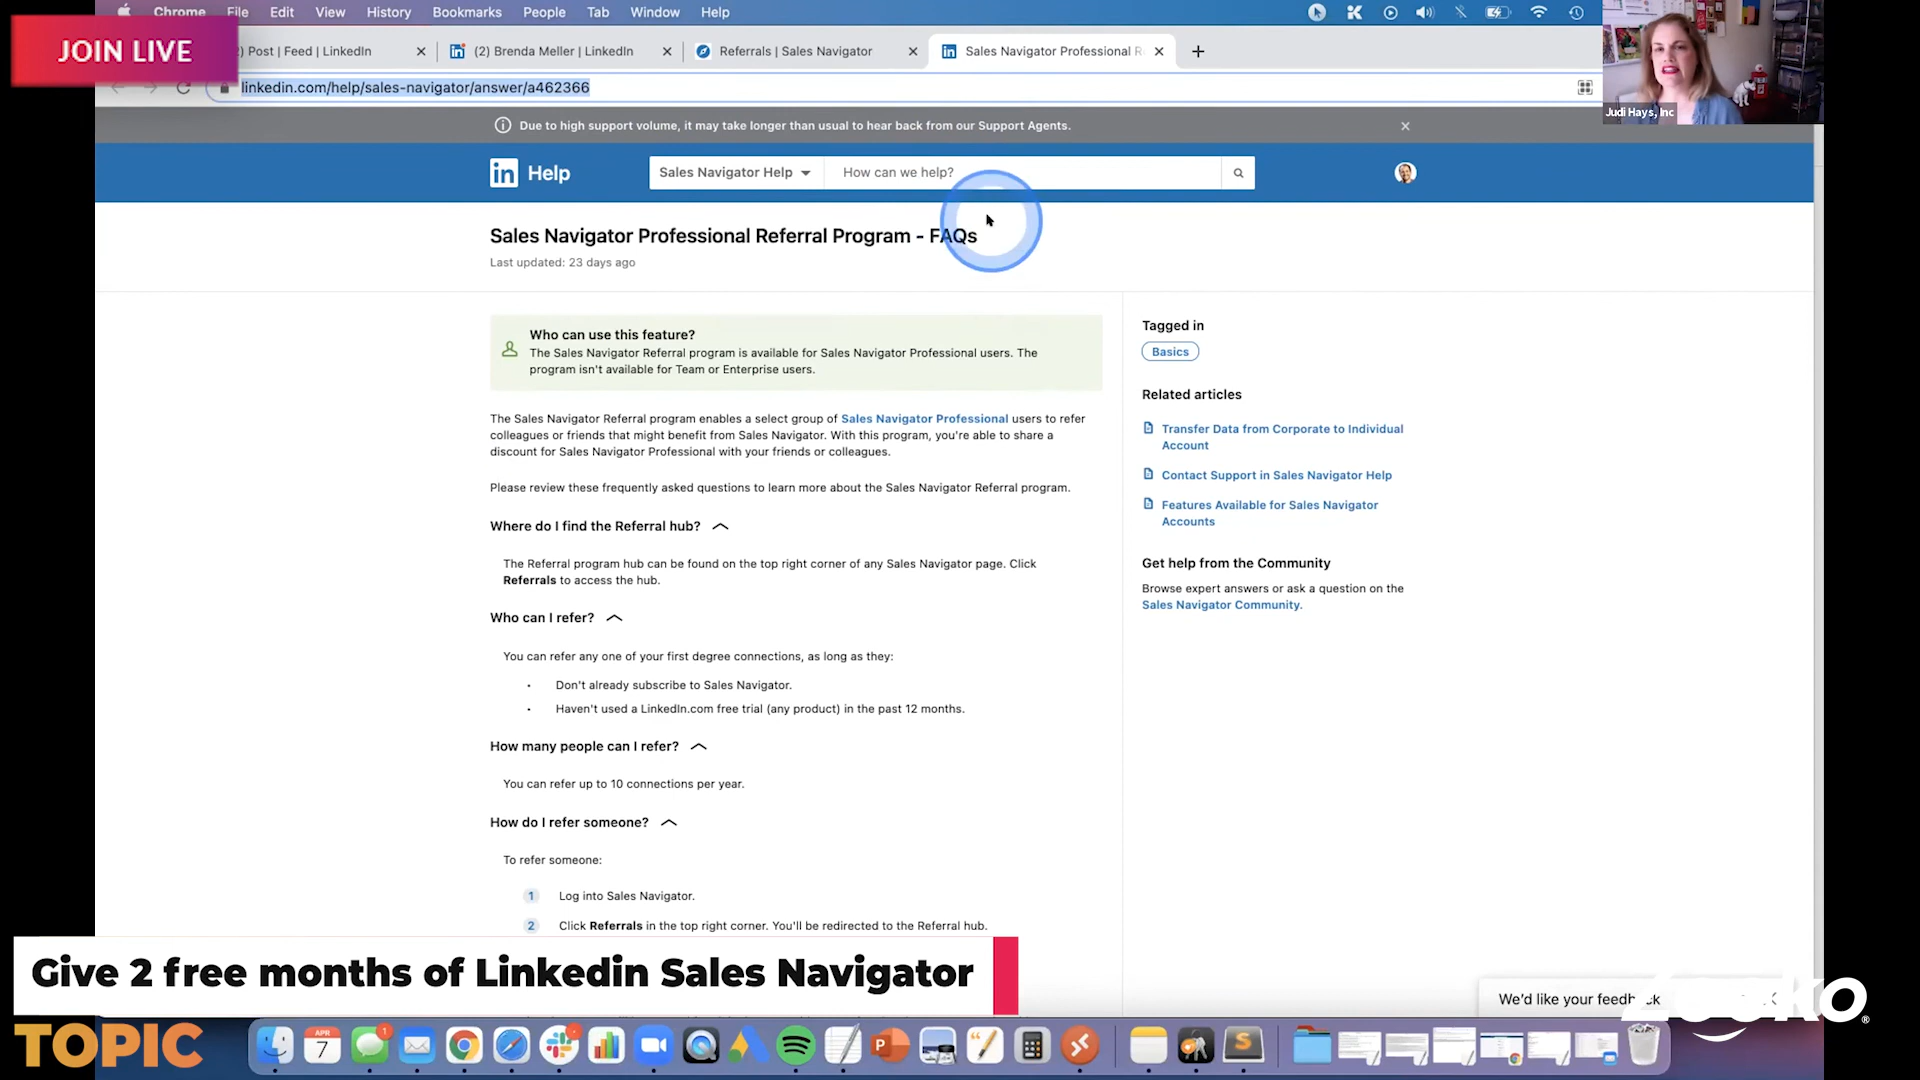 Chrome File Edit View History Bookmarks People Tab Window Help
JOIN LIVE
) Post | Feed | LinkedIn
(2) Brenda Meller | LinkedIn
Referrals | Sales Navigator
Sales Navigator Professional R
linkedin.com/help/sales-navigator/answer/a462366
Judi Hays, Inc
Due to high support volume, it may take longer than usual to hear back from our Support Agents.
in Help
Sales Navigator Help
How can we help?
Sales Navigator Professional Referral Program - FAQs
Last updated: 23 days ago
Who can use this feature?
The Sales Navigator Referral program is available for Sales Navigator Professional users. The
program isn't available for Team or Enterprise users.
The Sales Navigator Referral program enables a select group of Sales Navigator Professional users to refer
colleagues or friends that might benefit from Sales Navigator. With this program, you're able to share a
discount for Sales Navigator Professional with your friends or colleagues.
Please review these frequently asked questions to learn more about the Sales Navigator Referral program.
Where do I find the Referral hub?
The Referral program hub can be found on the top right corner of any Sales Navigator page. Click
Referrals to access the hub.
Who can I refer?
You can refer any one of your first degree connections, as long as they:
• Don't already subscribe to Sales Navigator.
• Haven't used a LinkedIn.com free trial (any product) in the past 12 months.
How many people can I refer?
You can refer up to 10 connections per year.
How do I refer someone?
To refer someone:
1 Log into Sales Navigator.
2 Click Referrals in the top right corner. You'll be redirected to the Referral hub.
Tagged in
Basics
Related articles
Transfer Data from Corporate to Individual
Account
Contact Support in Sales Navigator Help
Features Available for Sales Navigator
Accounts
Get help from the Community
Browse expert answers or ask a question on the
Sales Navigator Community.
We'd like your feedback
Give 2 free months of Linkedin Sales Navigator
TOPIC
APR
7
1